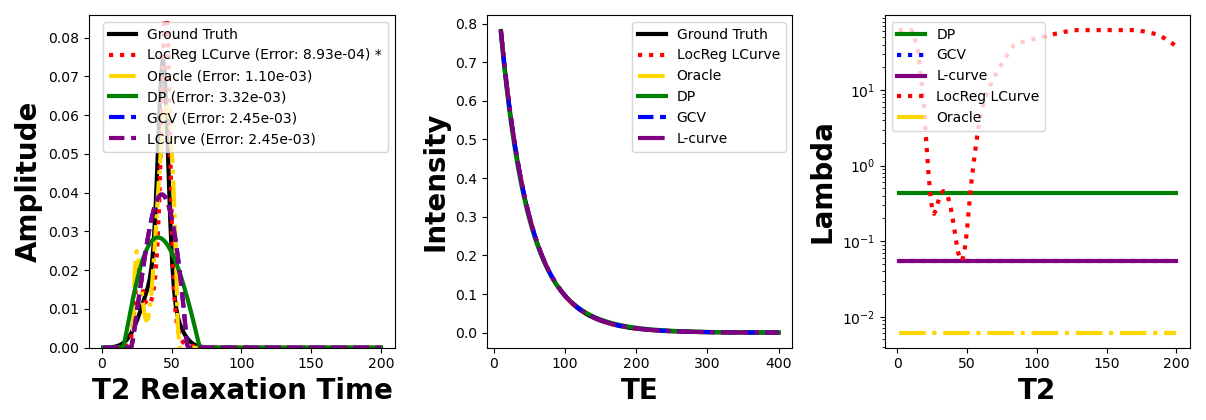 Amplitude
0.08
0.07
0.06
0.05
0.04
0.03
0.02
0.01
0.00
Ground Truth
LocReg LCurve (Error: 8.93e-04) *
Oracle (Error: 1.10e-03)
DP (Error: 3.32e-03)
GCV (Error: 2.45e-03)
LCurve (Error: 2.45e-03)
0 50 100 150 200
T2 Relaxation Time
Intensity
0.8
0.7
0.6
0.5
0.4
0.3
0.2
0.1
0.0
Ground Truth
LocReg LCurve
Oracle
DP
GCV
L-curve
0 100 200 300 400
TE
Lambda
10¹
10⁰
10⁻¹
10⁻²
DP
GCV
L-curve
LocReg LCurve
Oracle
0 50 100 150 200
T2